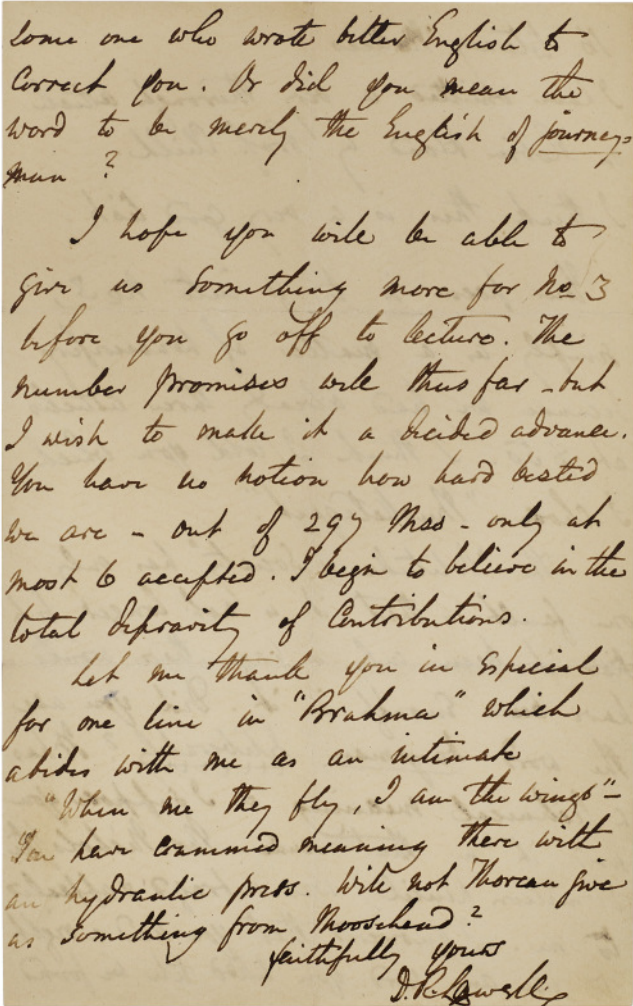 some one who wrote better English to
correct you. Or did you mean the
word to be merely the English of journey-
man?
I hope you will be able to
give us something more for No 3
before you go off to lecture. The
number promises well thus far - but
I wish to make it a decided advance.
You have no notion how hard bested
we are - out of 297 Mss - only at
most 6 accepted. I begin to believe in the
total depravity of Contributions.
Let me thank you in especial
for one line in "Brahma" which
abides with me as an intimate
"When me they fly, I am the wings" -
You have crammed meaning there with
an hydraulic press. Will not Thoreau give
us something from Moosehead?
faithfully yours
J. R. Lowell.